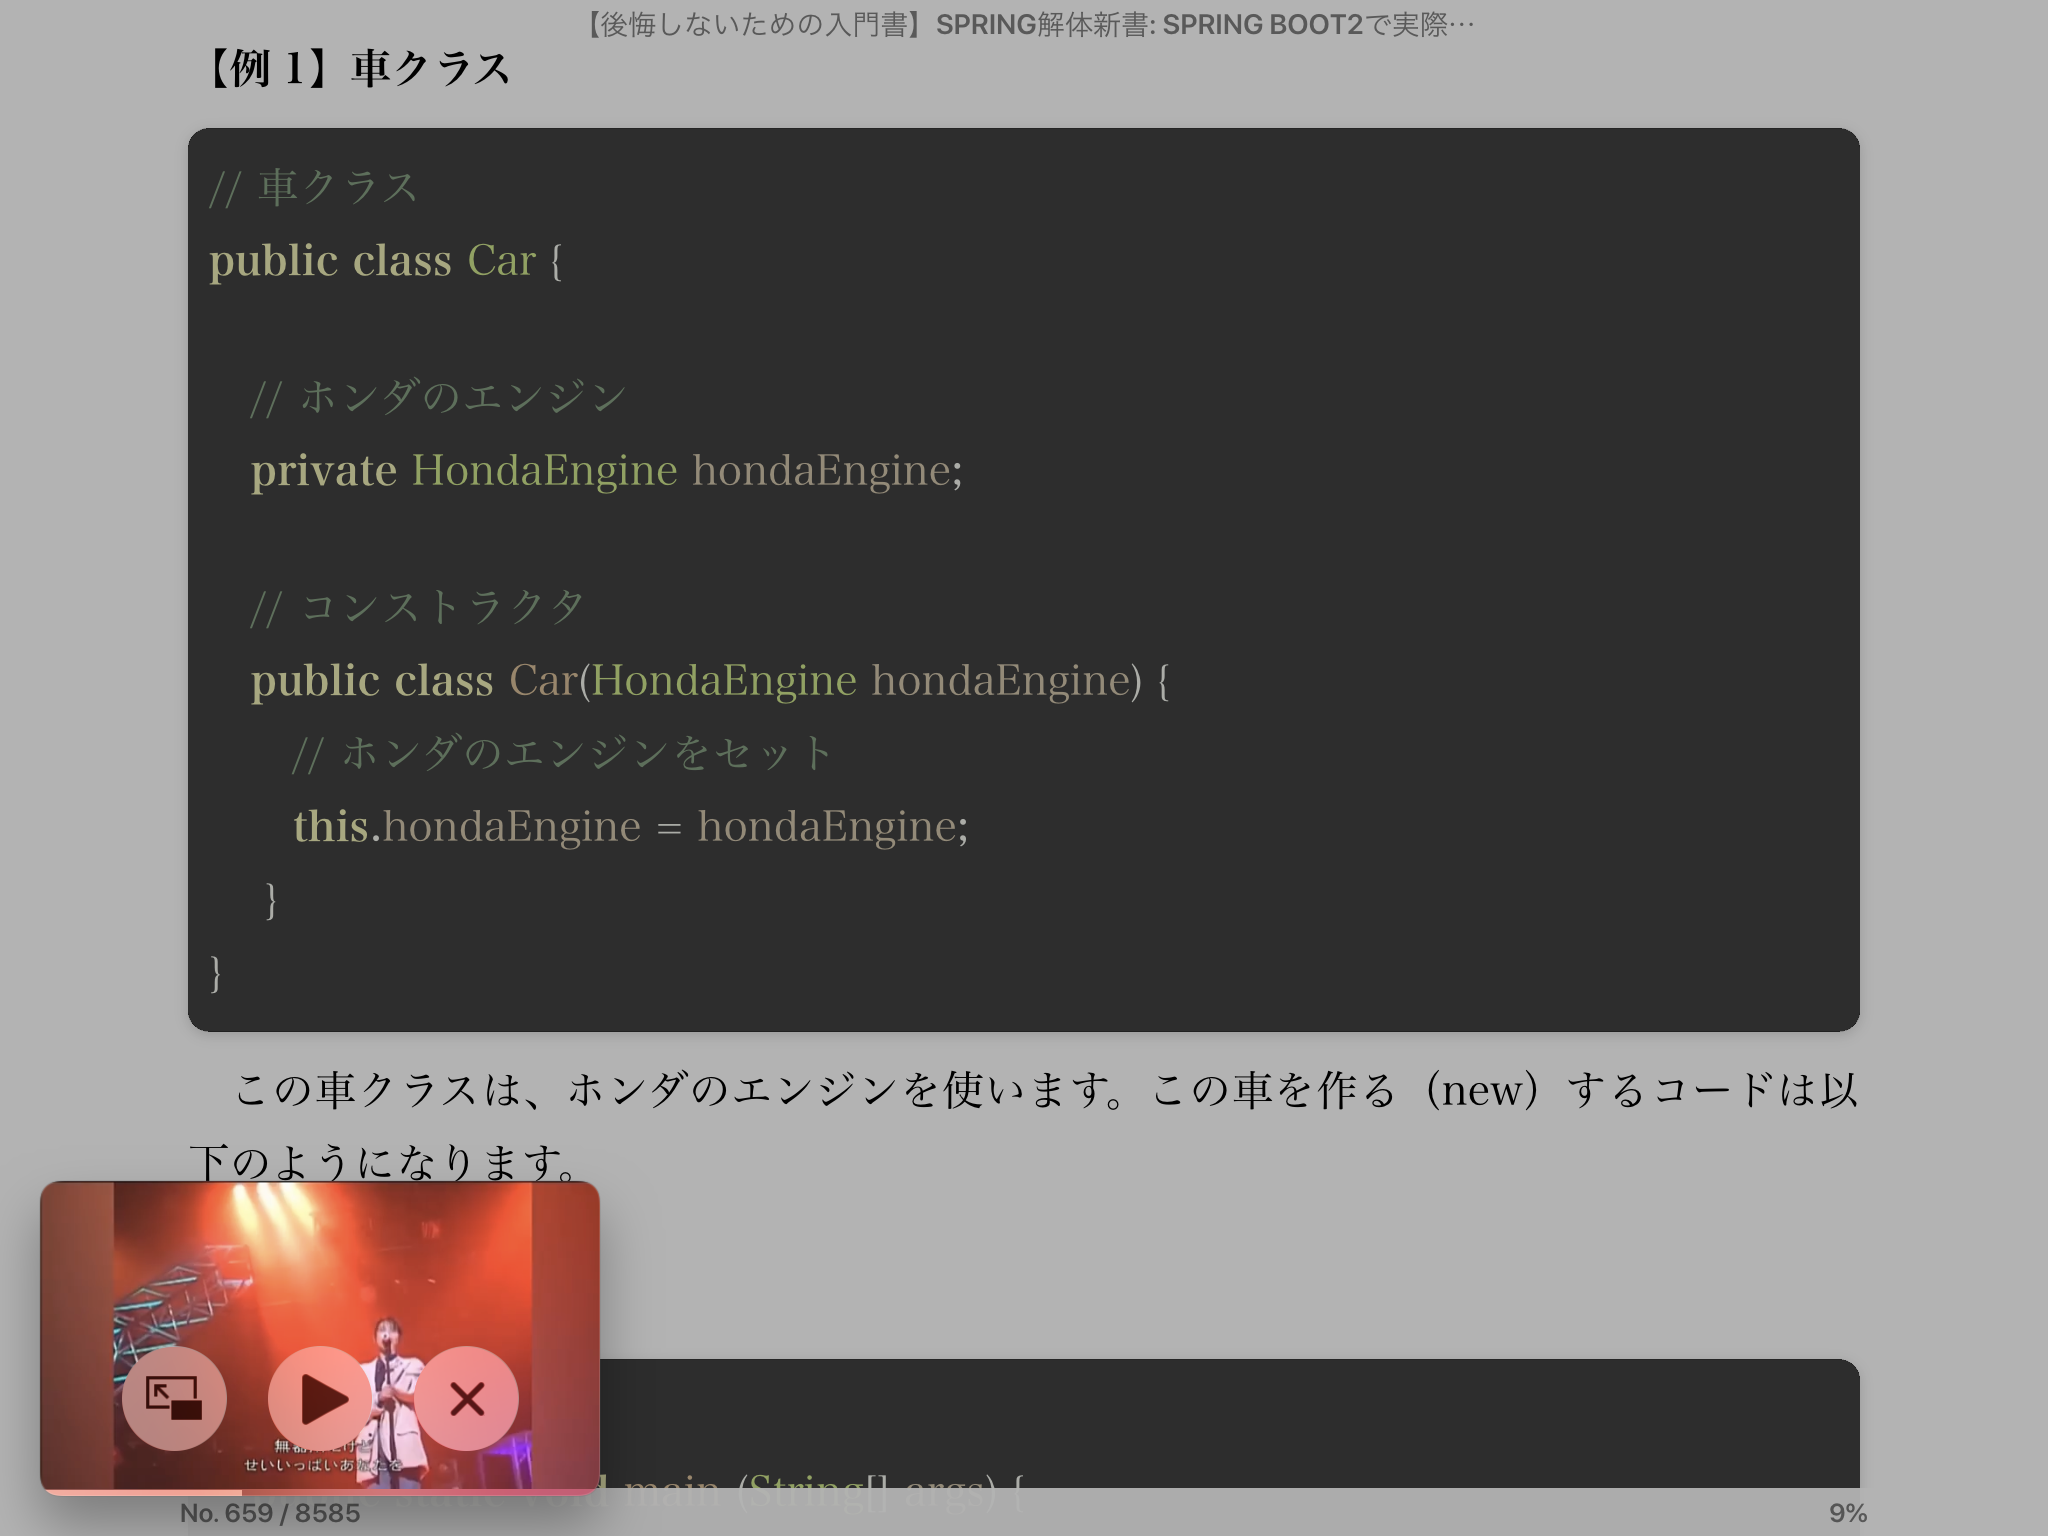 【後悔しないための入門書】SPRING解体新書: SPRING BOOT2で実際…
【例 1】車クラス
// 車クラス
public class Car {
// ホンダのエンジン
private HondaEngine hondaEngine;
// コンストラクタ
public class Car(HondaEngine hondaEngine) {
// ホンダのエンジンをセット
this.hondaEngine = hondaEngine;
}
}
この車クラスは、ホンダのエンジンを使います。この車を作る（new）するコードは以
下のようになります。
せいいっぱいあなたを
static void main (String[] args) {
No. 659 / 8585
9%